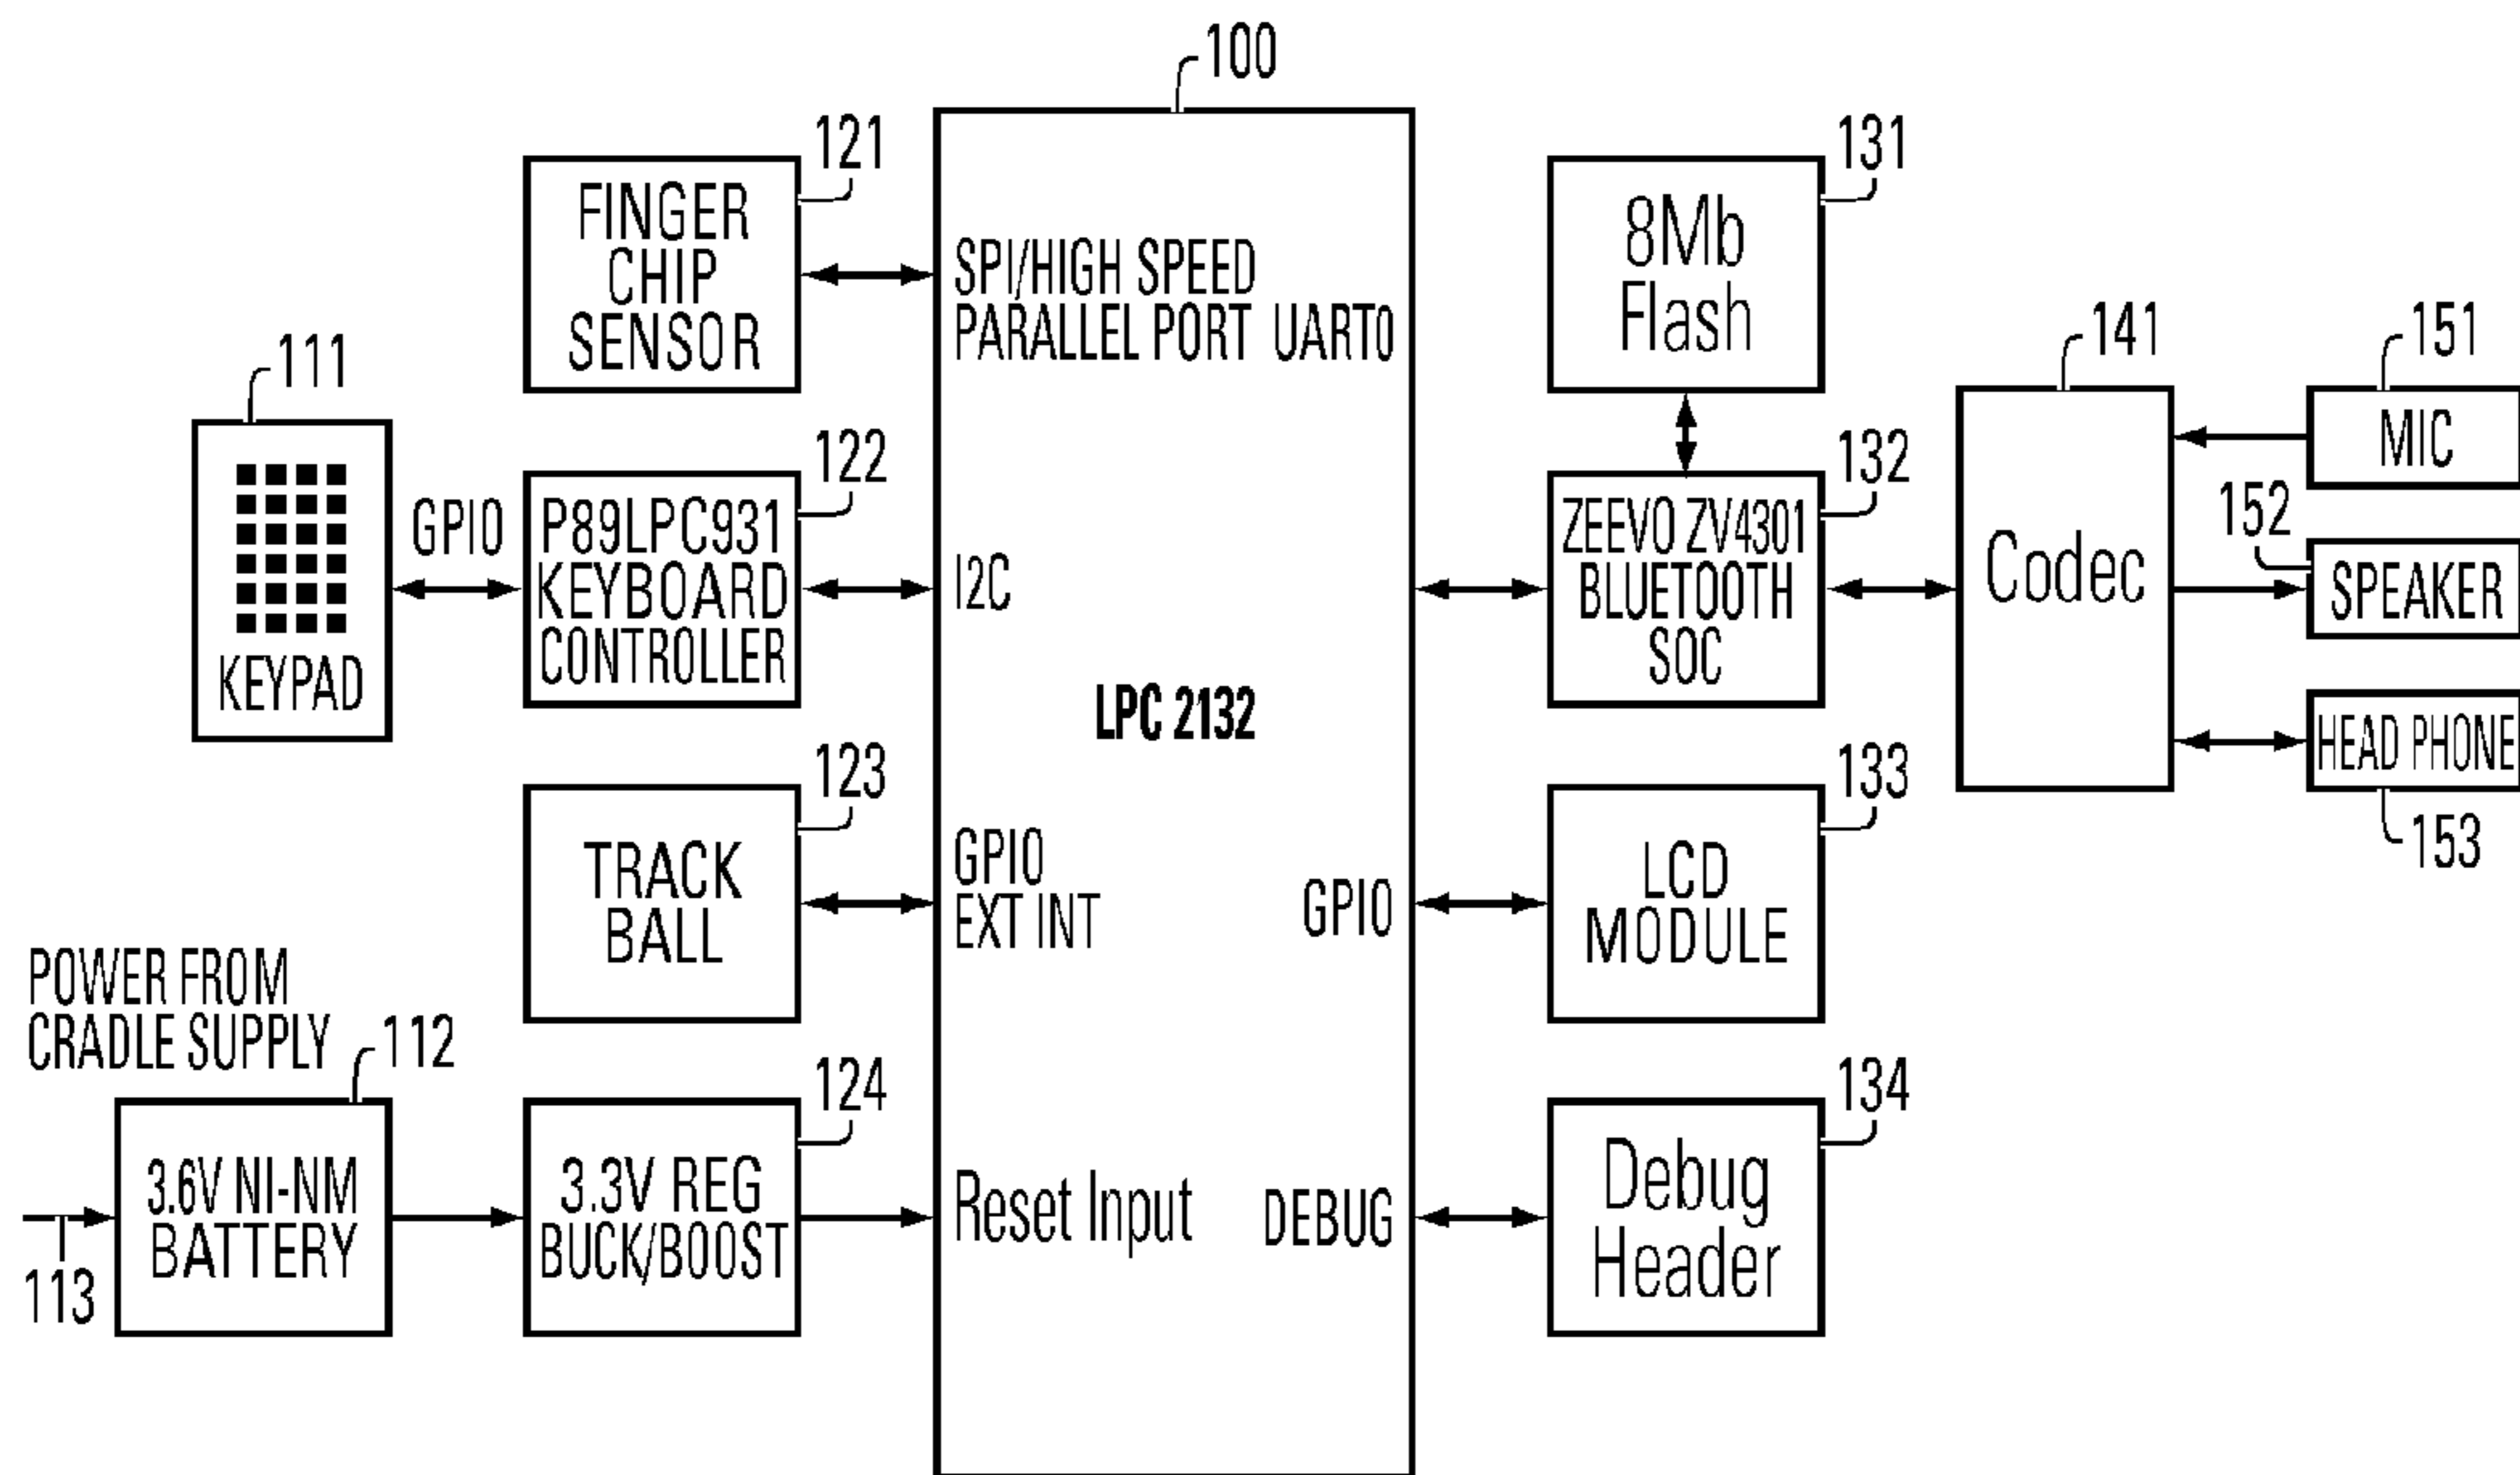 100
121
FINGER
CHIP
SENSOR
SPI/HIGH SPEED
PARALLEL PORT UART0
131
8Mb
Flash
111
KEYPAD
GPIO
122
P89LPC931
KEYBOARD
CONTROLLER
I2C
LPC 2132
132
ZEEVO ZV4301
BLUETOOTH
SOC
141
Codec
151
MIC
152
SPEAKER
HEAD PHONE
153
123
TRACK
BALL
GPIO
EXT INT
GPIO
133
LCD
MODULE
POWER FROM
CRADLE SUPPLY
112
3.6V NI-NM
BATTERY
113
124
3.3V REG
BUCK/BOOST
Reset Input
DEBUG
134
Debug
Header